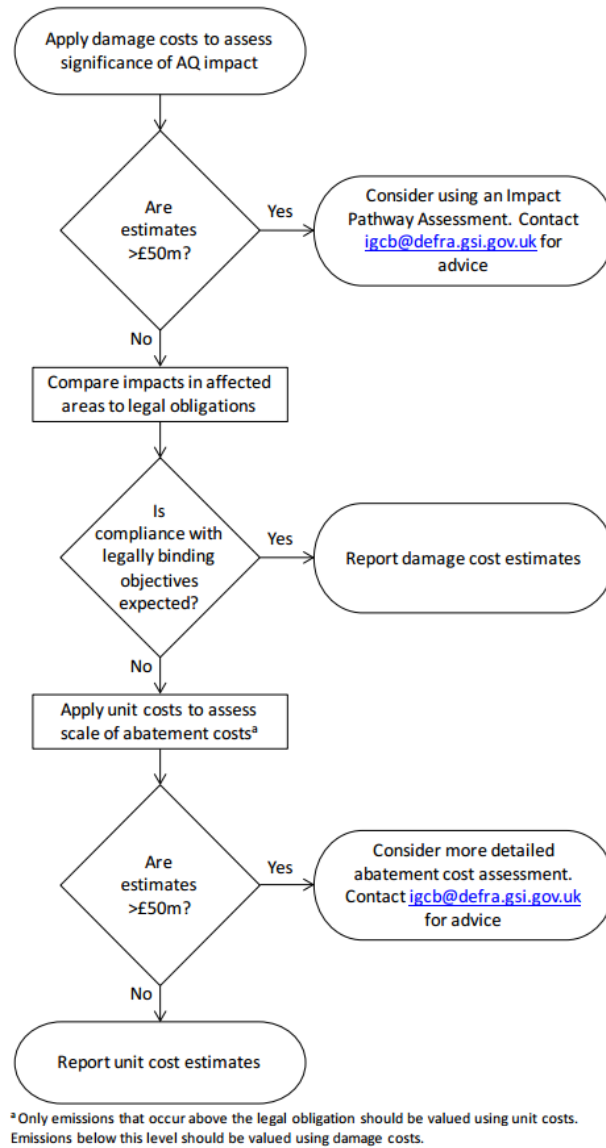 Apply damage costs to assess
significance of AQ impact
Are
estimates
>£50m?
Yes
Consider using an Impact
Pathway Assessment. Contact
igcb@defra.gsi.gov.uk for
advice
No
Compare impacts in affected
areas to legal obligations
Is
compliance with
legally binding
objectives
expected?
Yes
Report damage cost estimates
No
Apply unit costs to assess
scale of abatement costsᵃ
Are
estimates
>£50m?
Yes
Consider more detailed
abatement cost assessment.
Contact igcb@defra.gsi.gov.uk
for advice
No
Report unit cost estimates
ᵃ Only emissions that occur above the legal obligation should be valued using unit costs.
Emissions below this level should be valued using damage costs.